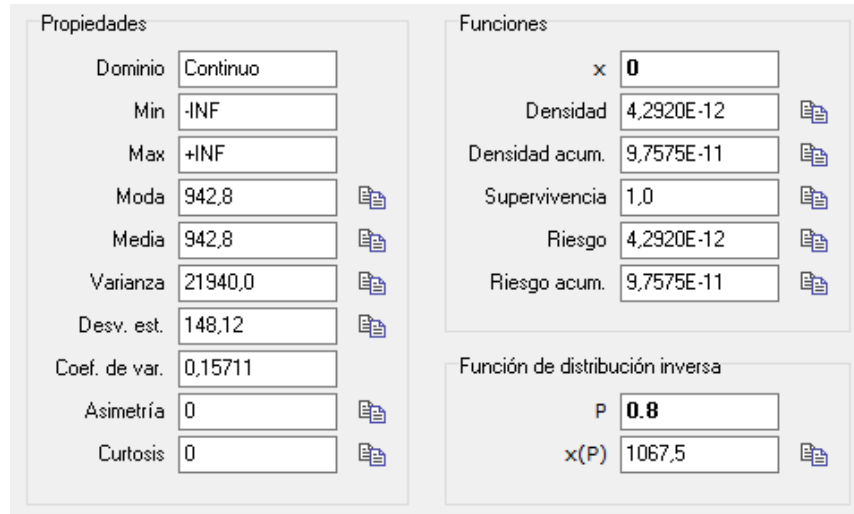 Propiedades
Dominio Continuo
Min -INF
Max +INF
Moda 942,8
Media 942,8
Varianza 21940,0
Desv. est. 148,12
Coef. de var. 0,15711
Asimetría 0
Curtosis 0
Funciones
x 0
Densidad 4,2920E-12
Densidad acum. 9,7575E-11
Supervivencia 1,0
Riesgo 4,2920E-12
Riesgo acum. 9,7575E-11
Función de distribución inversa
P 0.8
x(P) 1067,5